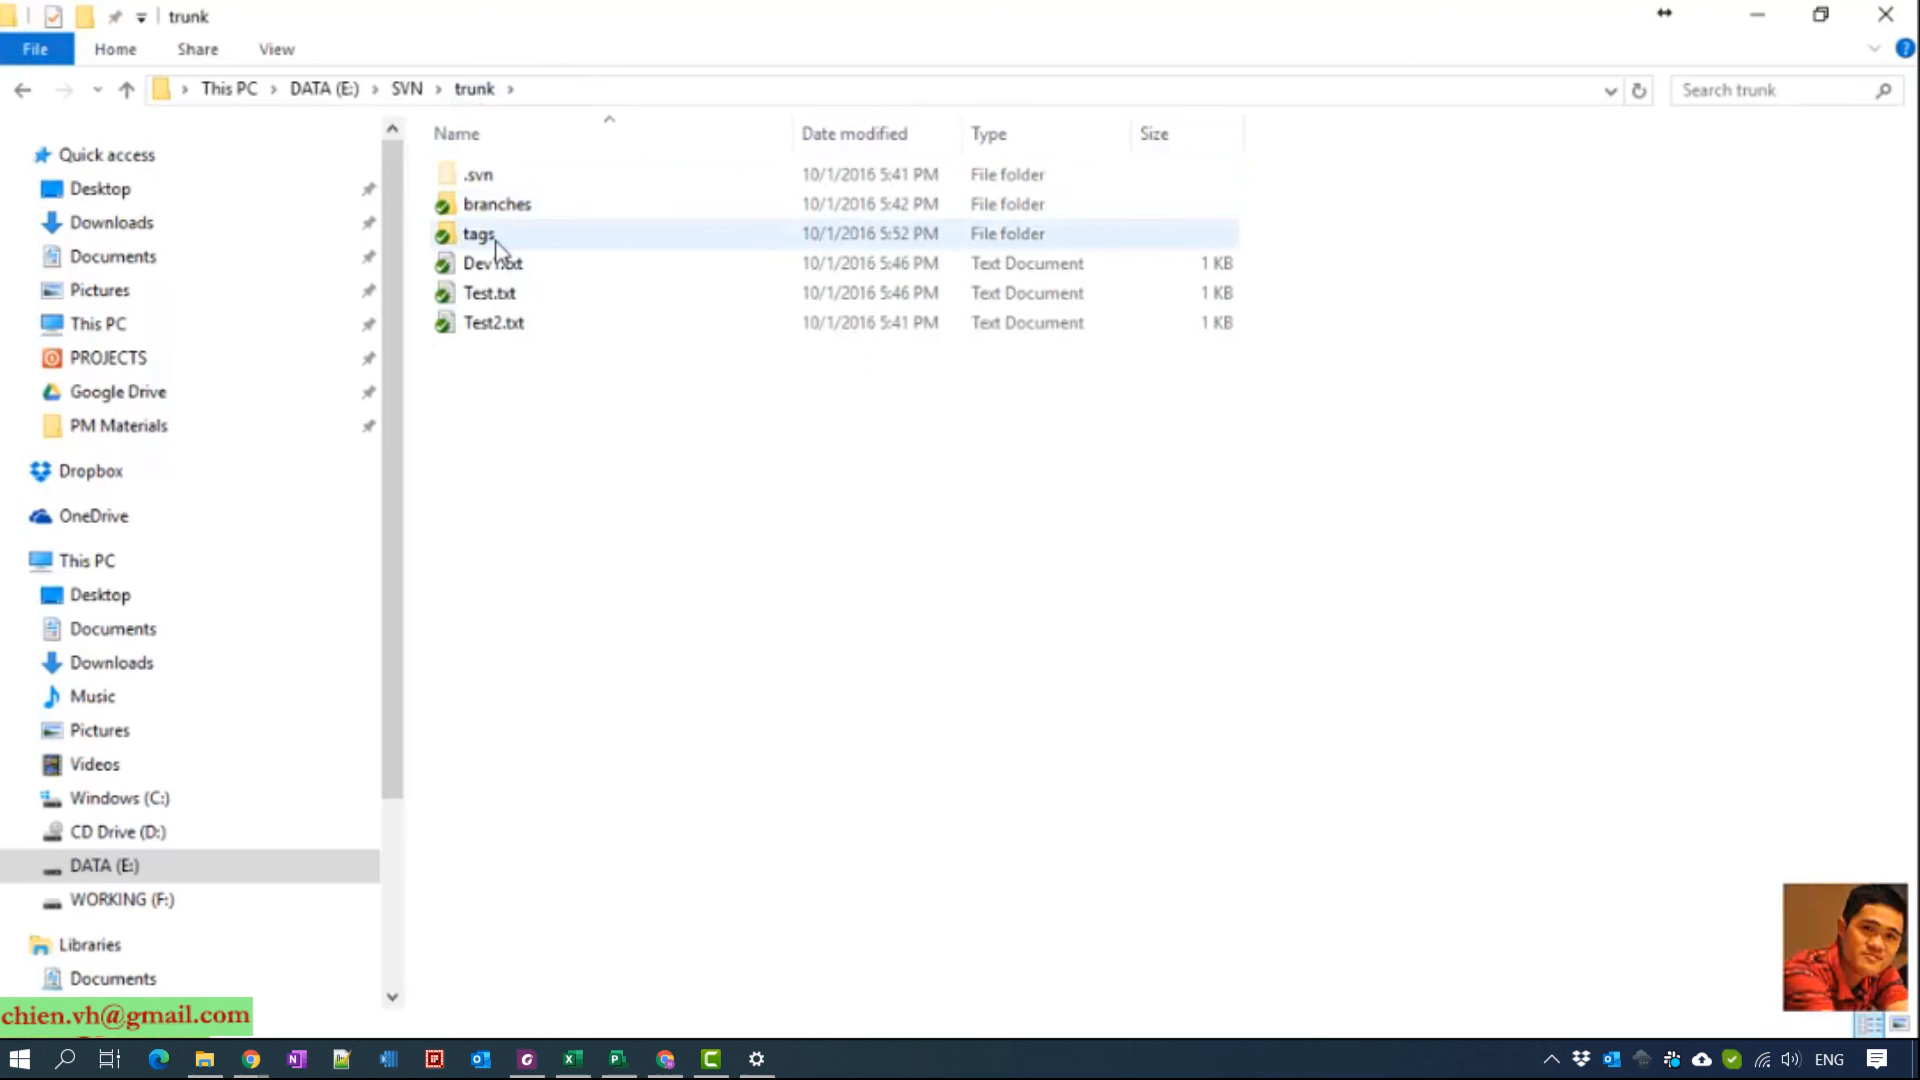 trunk
File Home Share View
This PC DATA (E:) SVN trunk
Search trunk
Name Date modified Type Size
.svn 10/1/2016 5:41 PM File folder
branches 10/1/2016 5:42 PM File folder
tags 10/1/2016 5:52 PM File folder
Dev1.txt 10/1/2016 5:46 PM Text Document 1 KB
Test.txt 10/1/2016 5:46 PM Text Document 1 KB
Test2.txt 10/1/2016 5:41 PM Text Document 1 KB
Quick access
Desktop
Downloads
Documents
Pictures
This PC
PROJECTS
Google Drive
PM Materials
Dropbox
OneDrive
This PC
Desktop
Documents
Downloads
Music
Pictures
Videos
Windows (C:)
CD Drive (D:)
DATA (E:)
WORKING (F:)
Libraries
Documents
chien.vh@gmail.com
ENG